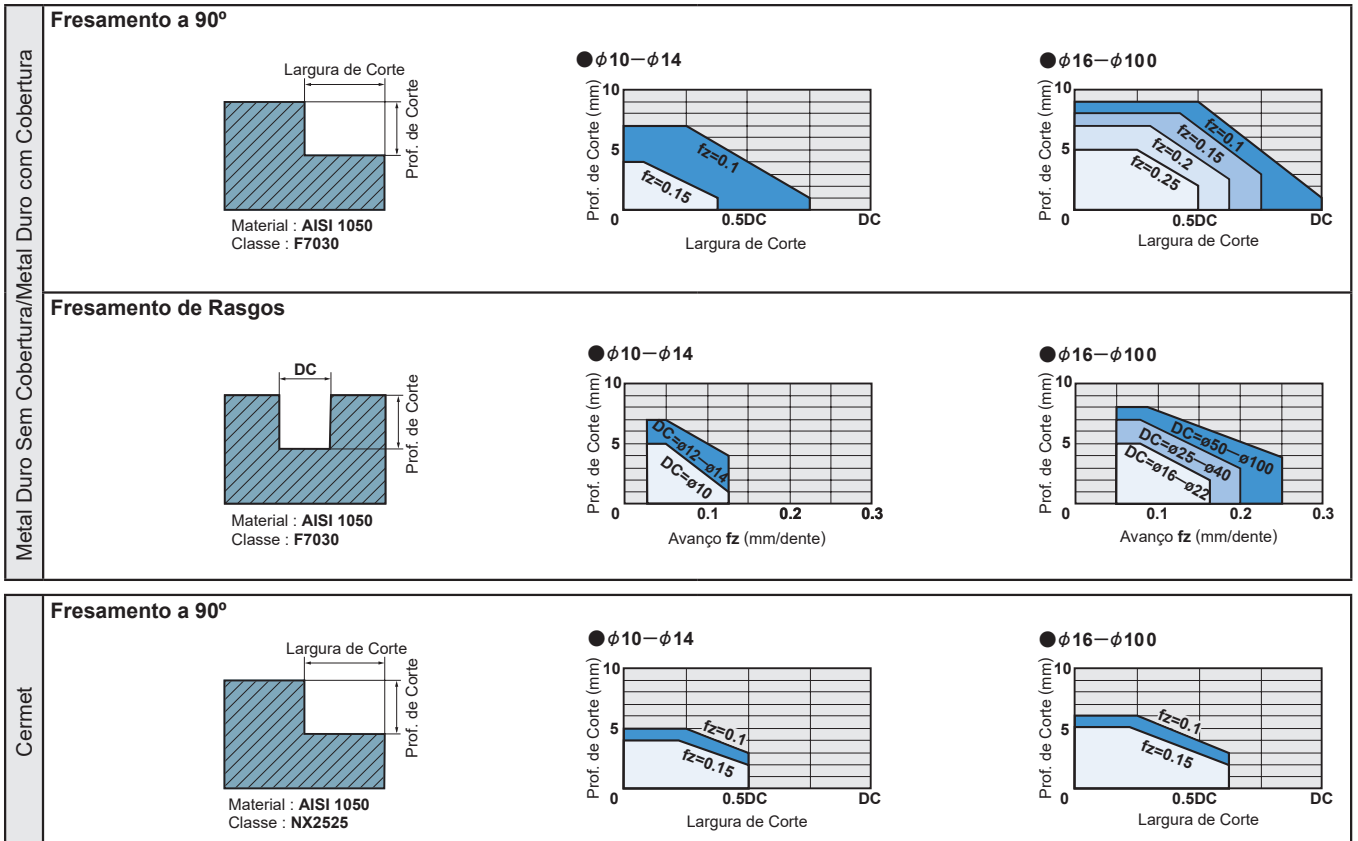 Metal Duro Sem Cobertura/Metal Duro com Cobertura
Fresamento a 90º
Largura de Corte
Prof. de Corte
Material : AISI 1050
Classe : F7030
●φ10－φ14
Prof. de Corte (mm)
10
5
0
fz=0.1
fz=0.15
0.5DC
DC
Largura de Corte
●φ16－φ100
Prof. de Corte (mm)
10
5
0
fz=0.1
fz=0.15
fz=0.2
fz=0.25
0.5DC
DC
Largura de Corte
Fresamento de Rasgos
DC
Prof. de Corte
Material : AISI 1050
Classe : F7030
●φ10－φ14
Prof. de Corte (mm)
10
5
0
DC=ø12—ø14
DC=ø10
0.1
0.2
0.3
Avanço fz (mm/dente)
●φ16－φ100
Prof. de Corte (mm)
10
5
0
DC=ø50—ø100
DC=ø25—ø40
DC=ø16—ø22
0.1
0.2
0.3
Avanço fz (mm/dente)
Cermet
Fresamento a 90º
Largura de Corte
Prof. de Corte
Material : AISI 1050
Classe : NX2525
●φ10－φ14
Prof. de Corte (mm)
10
5
0
fz=0.1
fz=0.15
0.5DC
DC
Largura de Corte
●φ16－φ100
Prof. de Corte (mm)
10
5
0
fz=0.1
fz=0.15
0.5DC
DC
Largura de Corte